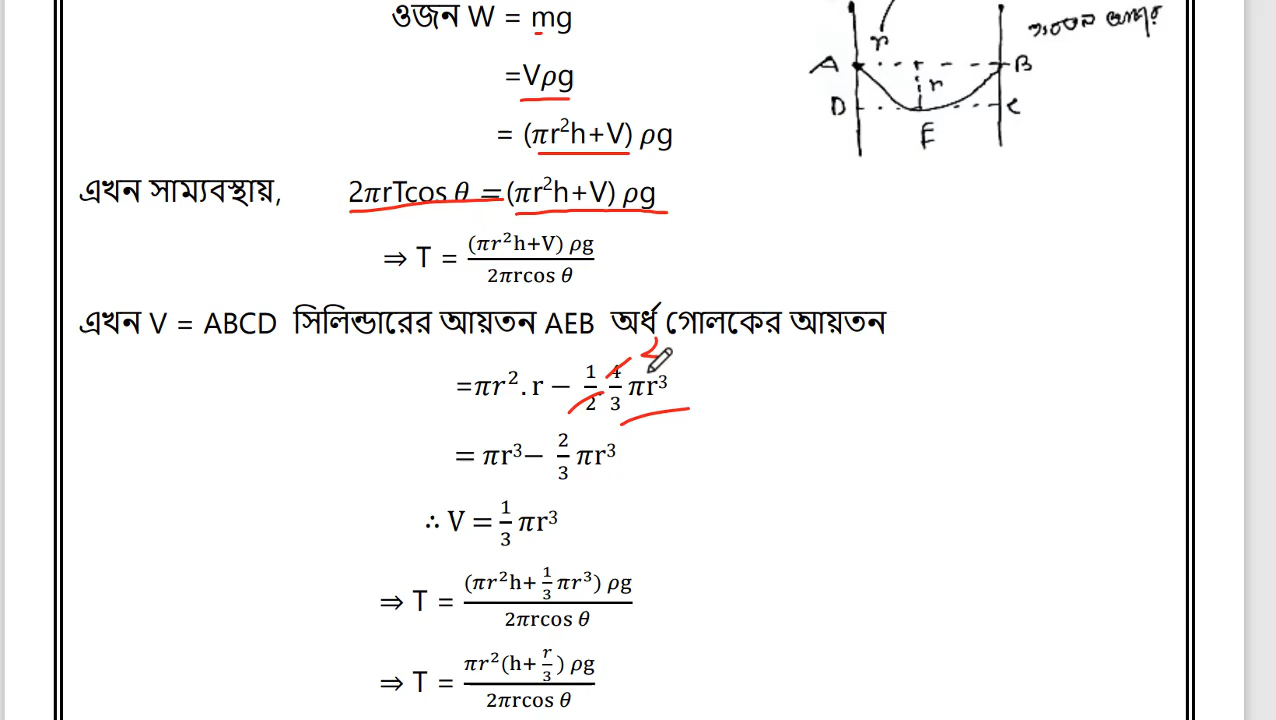 ওজন W = mg
=Vρg
= (πr²h+V) ρg
এখন সাম্যবস্থায়, 2πrTcos θ = (πr²h+V) ρg
⇒ T = (πr²h+V) ρg / 2πrcos θ
এখন V = ABCD সিলিন্ডারের আয়তন AEB অর্ধ গোলকের আয়তন
=πr². r − 1/2 . 4/3 πr³
= πr³− 2/3 πr³
∴ V = 1/3 πr³
⇒ T = (πr²h+ 1/3 πr³) ρg / 2πrcos θ
⇒ T = πr²(h+ r/3) ρg / 2πrcos θ
r
A B
r
D C
E